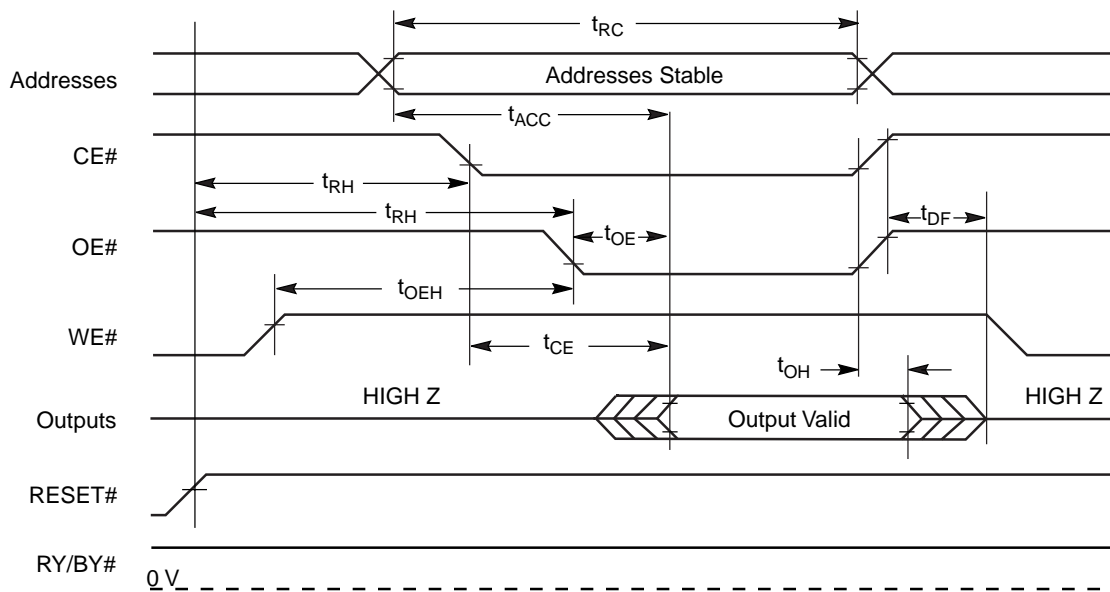 tRC
Addresses
Addresses Stable
tACC
CE#
tRH
tRH
tDF
OE#
tOE
tOEH
WE#
tCE
tOH
HIGH Z
HIGH Z
Outputs
Output Valid
RESET#
RY/BY#
0 V